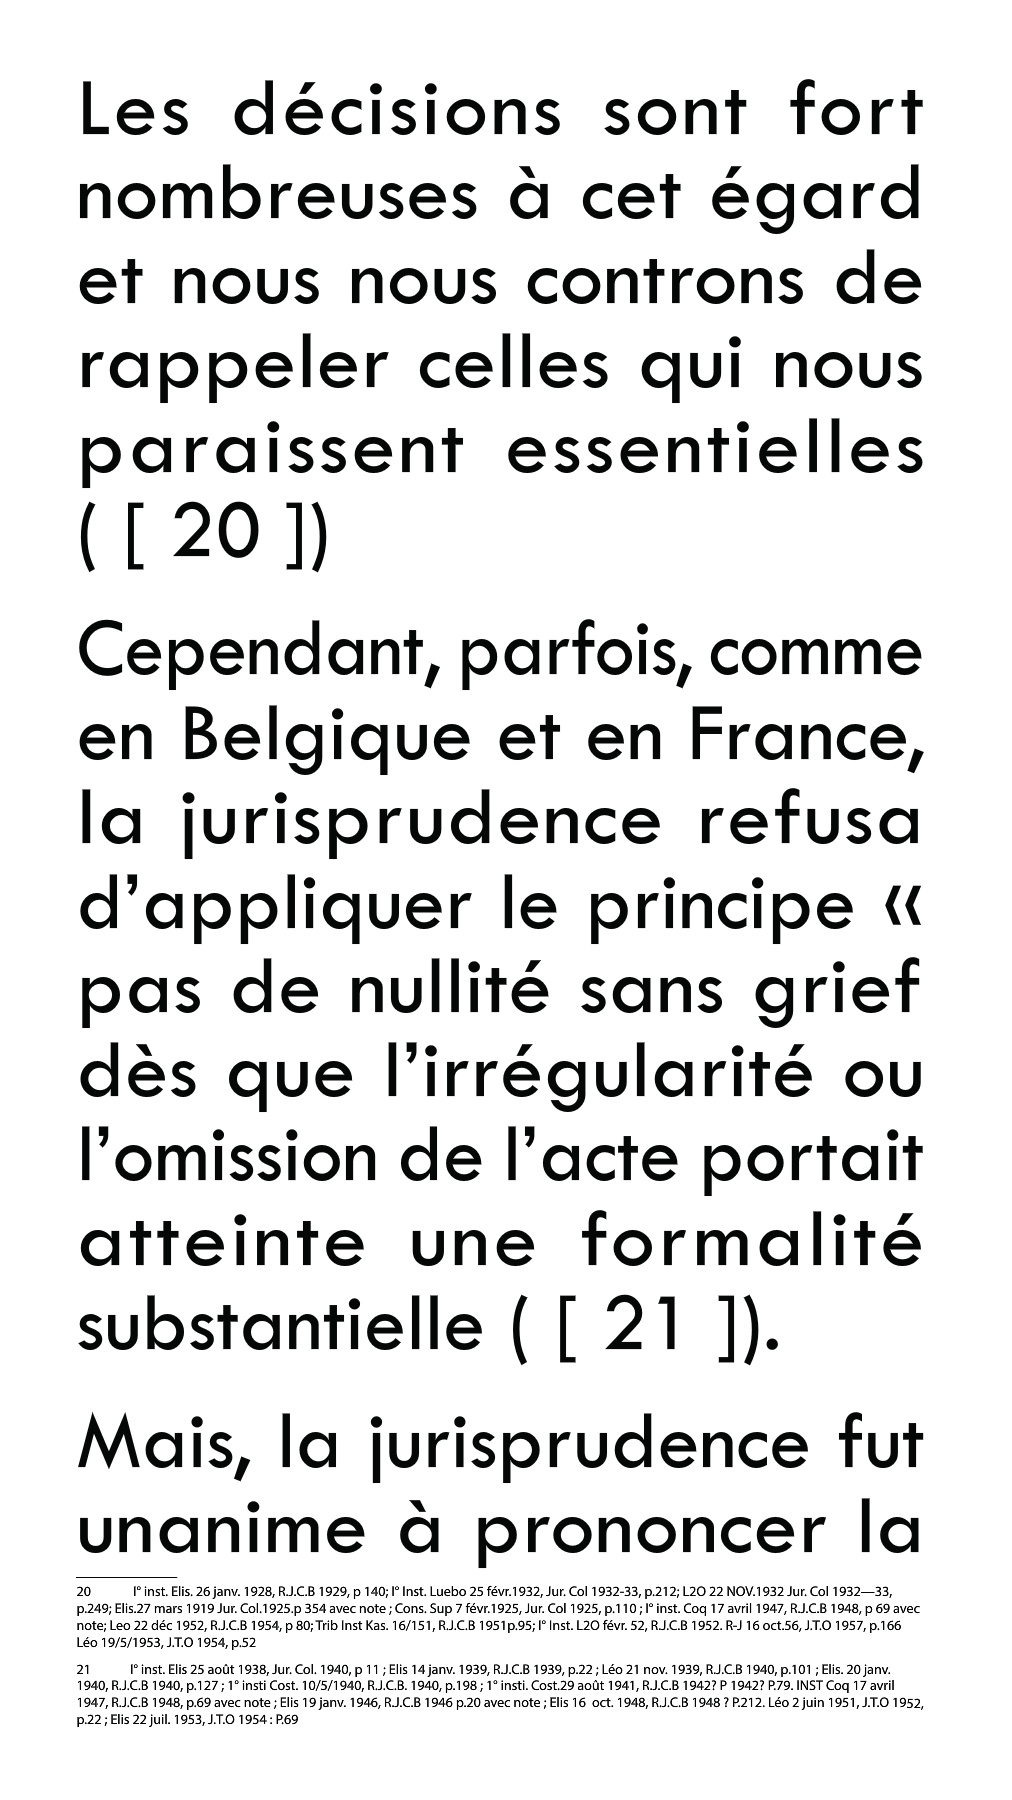 Les décisions sont fort
nombreuses à cet égard
et nous nous controns de
rappeler celles qui nous
paraissent essentielles
( [ 20 ])
Cependant, parfois, comme
en Belgique et en France,
la jurisprudence refusa
d’appliquer le principe «
pas de nullité sans grief
dès que l’irrégularité ou
l’omission de l’acte portait
atteinte une formalité
substantielle ( [ 21 ]).
Mais, la jurisprudence fut
unanime à prononcer la
20 I° inst. Elis. 26 janv. 1928, R.J.C.B 1929, p 140; I° Inst. Luebo 25 févr.1932, Jur. Col 1932-33, p.212; L2O 22 NOV.1932 Jur. Col 1932—33,
p.249; Elis.27 mars 1919 Jur. Col.1925.p 354 avec note ; Cons. Sup 7 févr.1925, Jur. Col 1925, p.110 ; I° inst. Coq 17 avril 1947, R.J.C.B 1948, p 69 avec
note; Leo 22 déc 1952, R.J.C.B 1954, p 80; Trib Inst Kas. 16/151, R.J.C.B 1951p.95; I° Inst. L2O févr. 52, R.J.C.B 1952. R-J 16 oct.56, J.T.O 1957, p.166
Léo 19/5/1953, J.T.O 1954, p.52
21 I° inst. Elis 25 août 1938, Jur. Col. 1940, p 11 ; Elis 14 janv. 1939, R.J.C.B 1939, p.22 ; Léo 21 nov. 1939, R.J.C.B 1940, p.101 ; Elis. 20 janv.
1940, R.J.C.B 1940, p.127 ; 1° insti Cost. 10/5/1940, R.J.C.B. 1940, p.198 ; 1° insti. Cost.29 août 1941, R.J.C.B 1942? P 1942? P.79. INST Coq 17 avril
1947, R.J.C.B 1948, p.69 avec note ; Elis 19 janv. 1946, R.J.C.B 1946 p.20 avec note ; Elis 16 oct. 1948, R.J.C.B 1948 ? P.212. Léo 2 juin 1951, J.T.O 1952,
p.22 ; Elis 22 juil. 1953, J.T.O 1954 : P.69